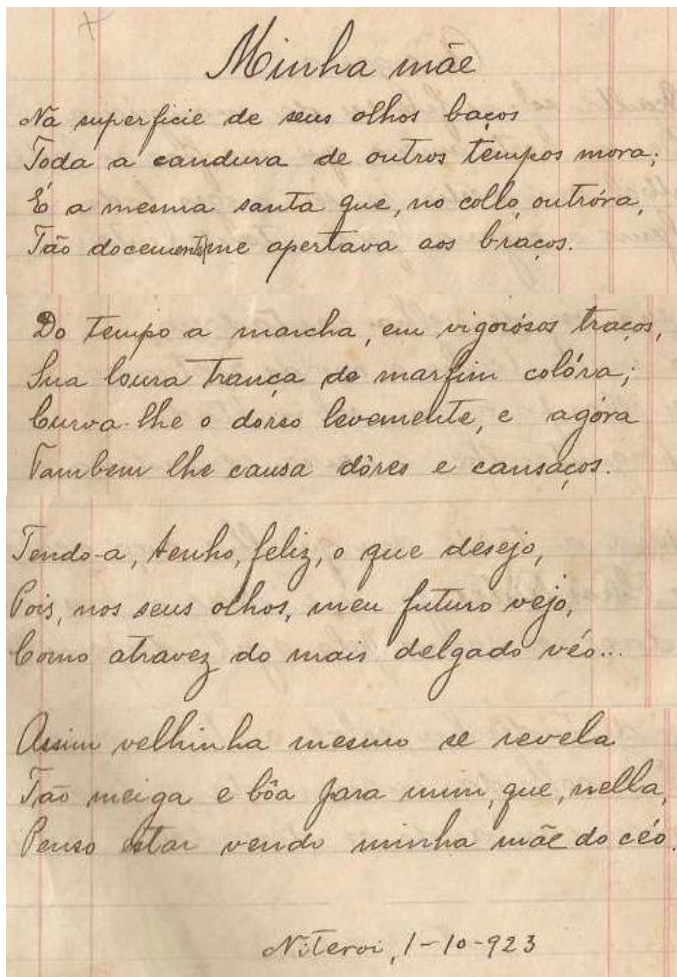 Minha mãe
Na superficie de seus olhos baços
Toda a candura de outros tempos mora;
É a mesma santa que, no collo, outróra,
Tão docemente me apertava aos braços.
Do tempo a marcha, em vigorósos traços,
Sua loura trança de marfim colóra;
Curva-lhe o dorso levemente, e agóra
Tambem lhe causa dôres e cansaços.
Tendo-a, tenho, feliz, o que desejo,
Pois, nos seus olhos, meu futuro vejo,
Como atravez do mais delgado véo...
Assim velhinha mesmo se revela
Tão meiga e bôa para mim, que, nella,
Penso estar vendo minha mãe do céo.
Niteroi, 1-10-923